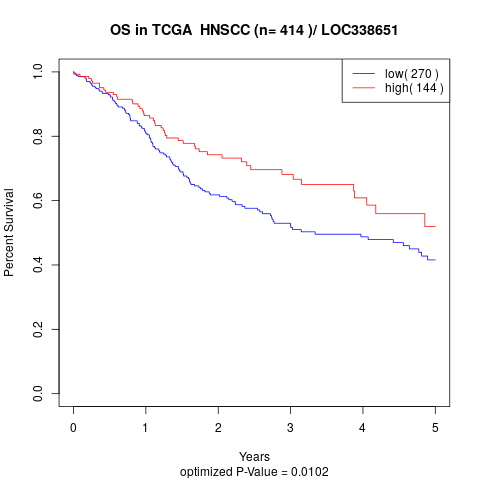 OS in TCGA  HNSCC (n= 414 )/ LOC338651
low( 270 )
high( 144 )
Percent Survival
1.0
0.8
0.6
0.4
0.2
0.0
0 1 2 3 4 5
Years
optimized P-Value = 0.0102